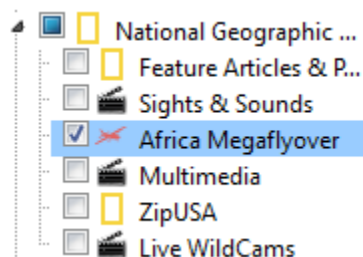 National Geographic ...
Feature Articles & P...
Sights & Sounds
Africa Megaflyover
Multimedia
ZipUSA
Live WildCams